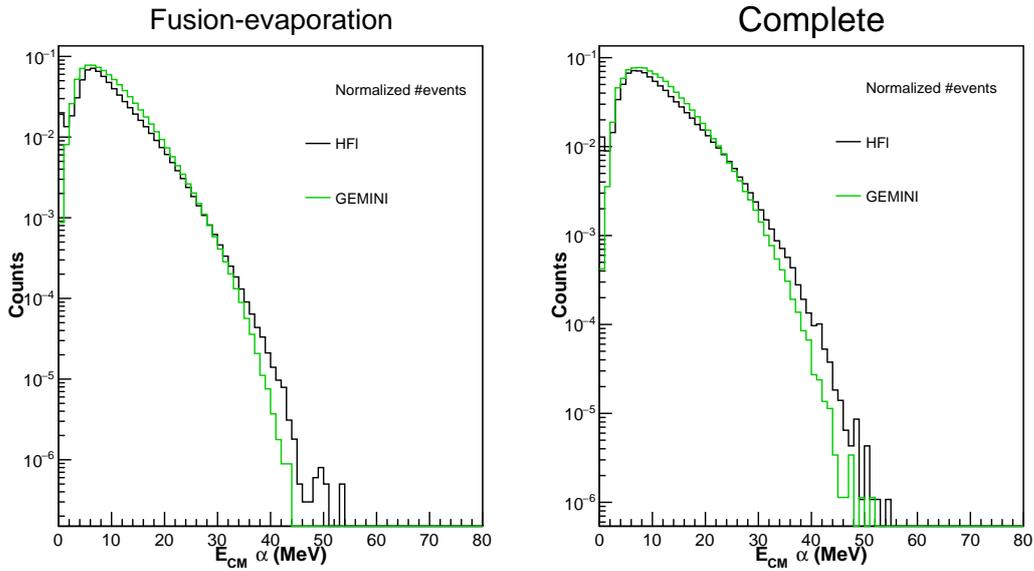 Fusion-evaporation
Normalized #events
HFl
GEMINI
Counts
10⁻¹
10⁻²
10⁻³
10⁻⁴
10⁻⁵
10⁻⁶
0 10 20 30 40 50 60 70 80
E_CM α (MeV)
Complete
Normalized #events
HFl
GEMINI
Counts
10⁻¹
10⁻²
10⁻³
10⁻⁴
10⁻⁵
10⁻⁶
0 10 20 30 40 50 60 70 80
E_CM α (MeV)